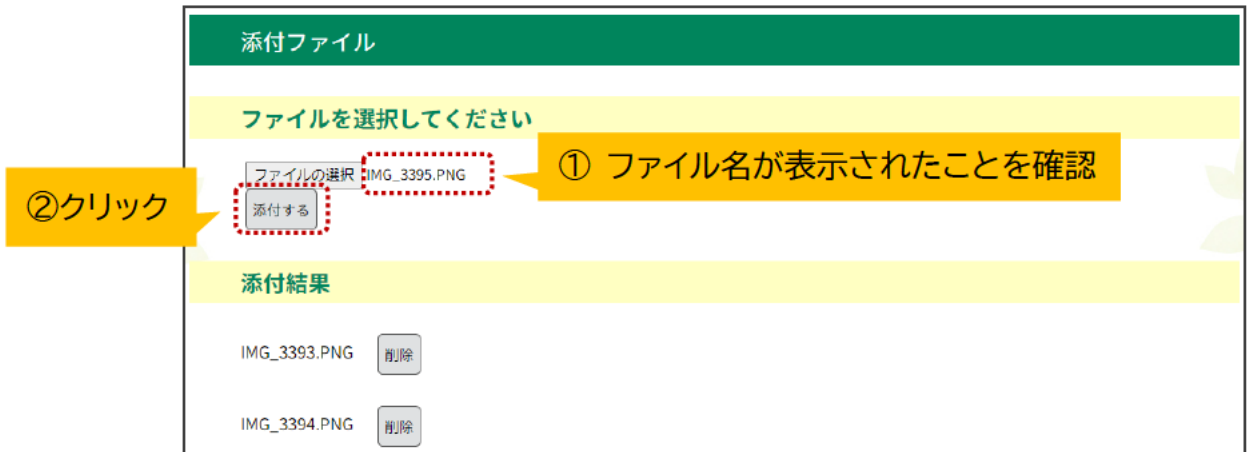 添付ファイル
ファイルを選択してください
① ファイル名が表示されたことを確認
ファイルの選択 IMG_3395.PNG
②クリック
添付する
添付結果
IMG_3393.PNG 削除
IMG_3394.PNG 削除